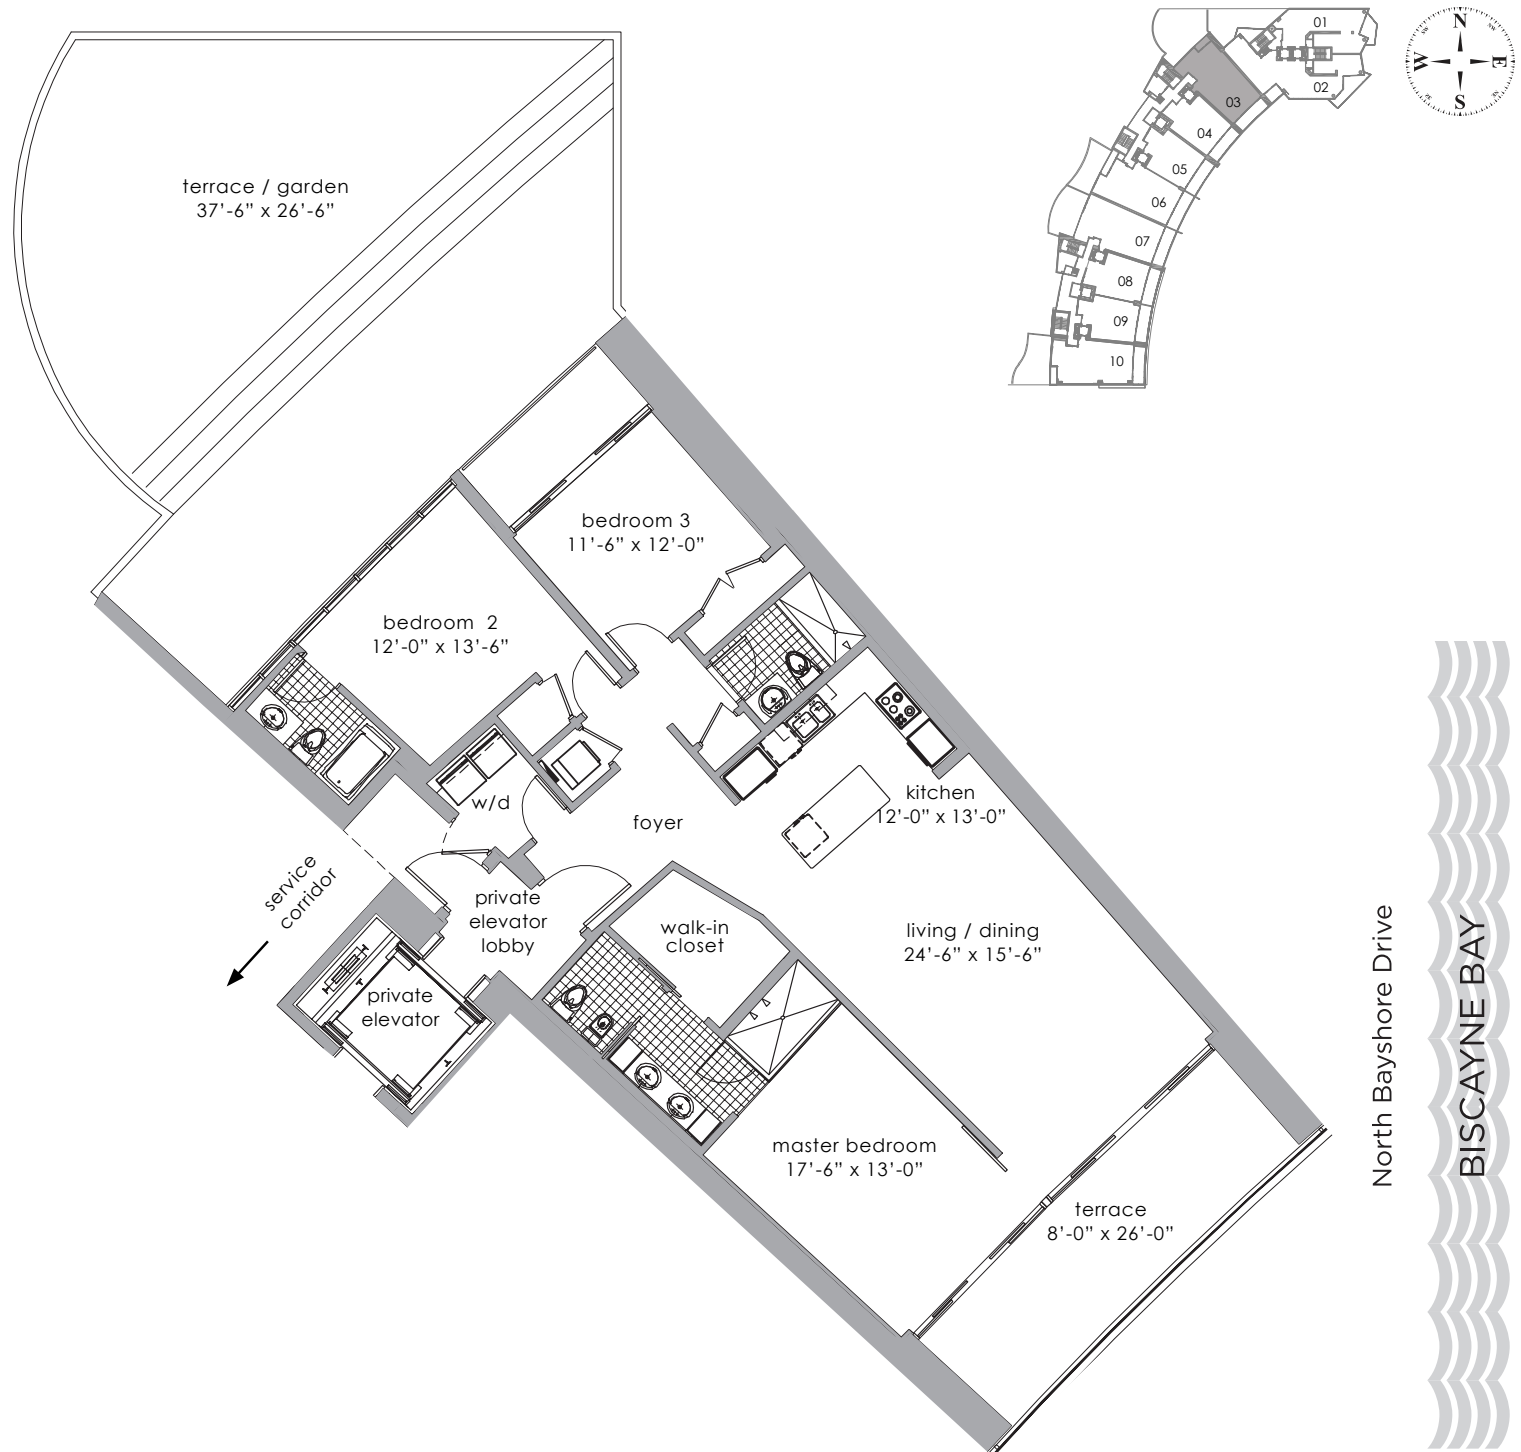 terrace / garden
37’-6” x 26’-6”
01
02
03
04
05
06
07
08
09
10
N
E
S
W
bedroom 3
11’-6” x 12’-0”
bedroom 2
12’-0” x 13’-6”
w/d
foyer
kitchen
12’-0” x 13’-0”
service
corridor
private
elevator
lobby
walk-in
closet
living / dining
24’-6” x 15’-6”
private
elevator
master bedroom
17’-6” x 13’-0”
terrace
8’-0” x 26’-0”
North Bayshore Drive
BISCAYNE BAY